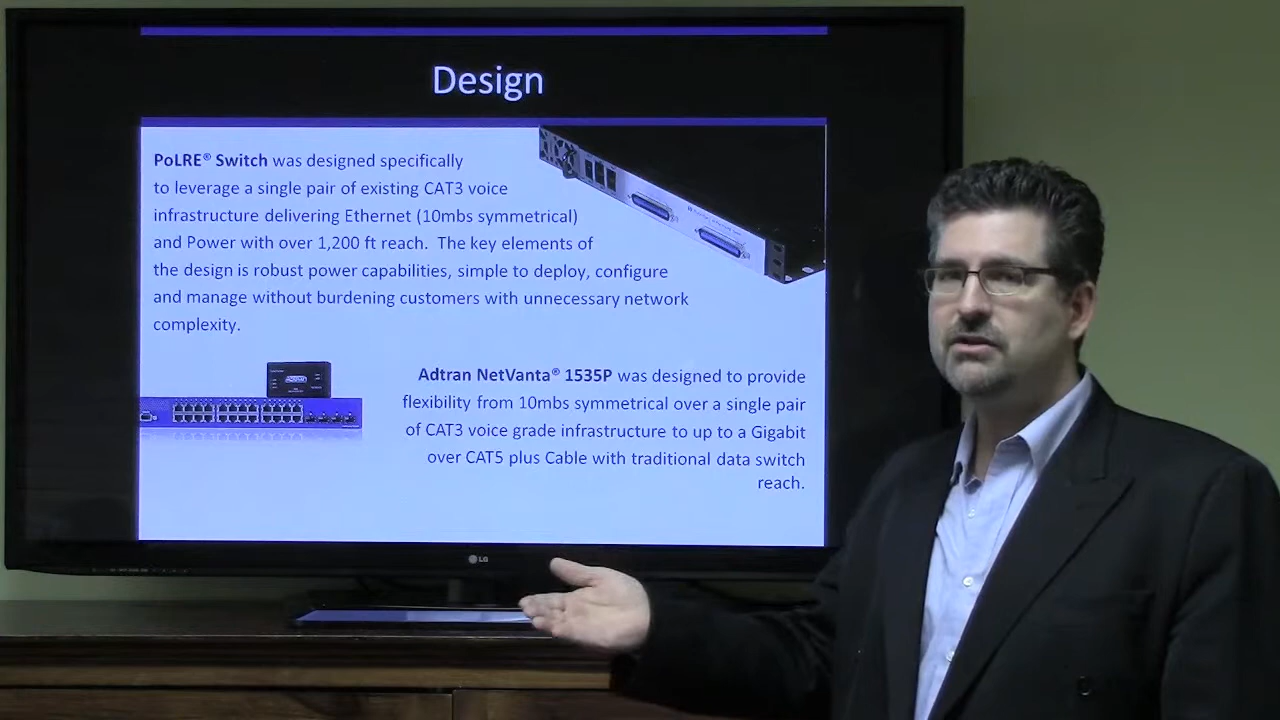 Design
PoLRE® Switch was designed specifically
to leverage a single pair of existing CAT3 voice
infrastructure delivering Ethernet (10mbs symmetrical)
and Power with over 1,200 ft reach. The key elements of
the design is robust power capabilities, simple to deploy, configure
and manage without burdening customers with unnecessary network
complexity.
ADTRAN
Adtran NetVanta® 1535P was designed to provide
flexibility from 10mbs symmetrical over a single pair
of CAT3 voice grade infrastructure to up to a Gigabit
over CAT5 plus Cable with traditional data switch
reach.
LG